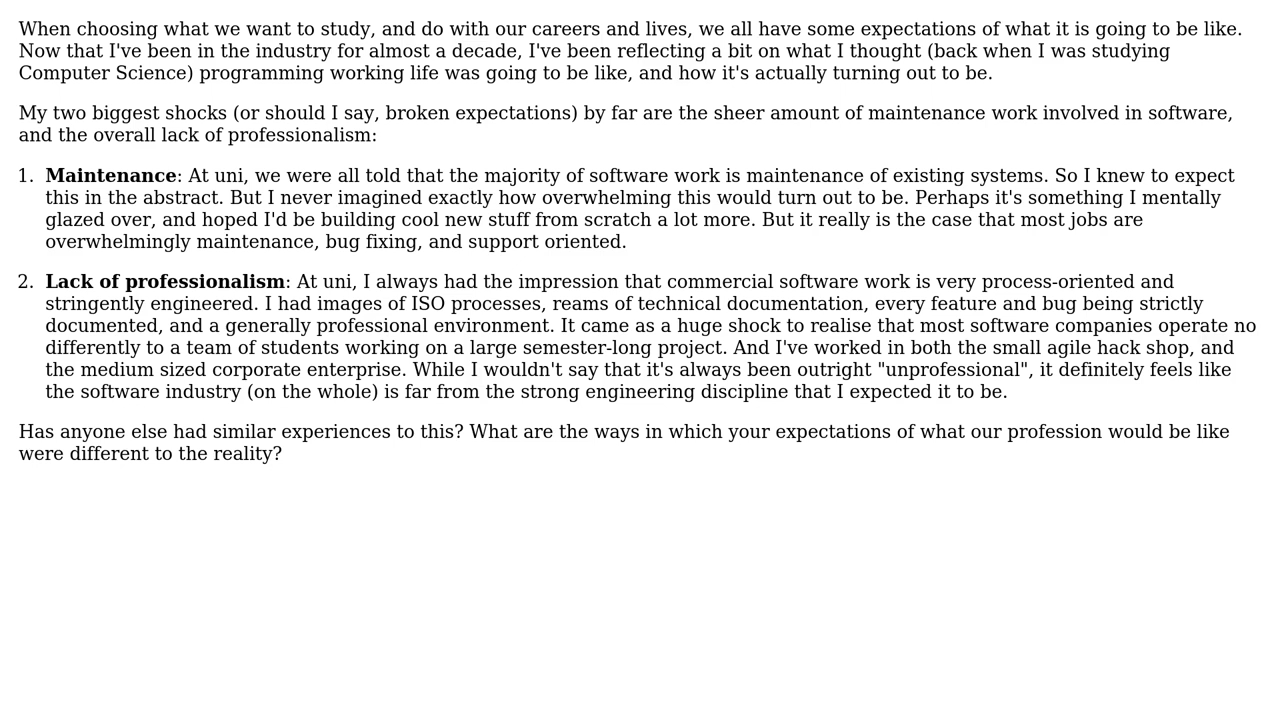 When choosing what we want to study, and do with our careers and lives, we all have some expectations of what it is going to be like.
Now that I've been in the industry for almost a decade, I've been reflecting a bit on what I thought (back when I was studying
Computer Science) programming working life was going to be like, and how it's actually turning out to be.
My two biggest shocks (or should I say, broken expectations) by far are the sheer amount of maintenance work involved in software,
and the overall lack of professionalism:
1. Maintenance: At uni, we were all told that the majority of software work is maintenance of existing systems. So I knew to expect
this in the abstract. But I never imagined exactly how overwhelming this would turn out to be. Perhaps it's something I mentally
glazed over, and hoped I'd be building cool new stuff from scratch a lot more. But it really is the case that most jobs are
overwhelmingly maintenance, bug fixing, and support oriented.
2. Lack of professionalism: At uni, I always had the impression that commercial software work is very process-oriented and
stringently engineered. I had images of ISO processes, reams of technical documentation, every feature and bug being strictly
documented, and a generally professional environment. It came as a huge shock to realise that most software companies operate no
differently to a team of students working on a large semester-long project. And I've worked in both the small agile hack shop, and
the medium sized corporate enterprise. While I wouldn't say that it's always been outright "unprofessional", it definitely feels like
the software industry (on the whole) is far from the strong engineering discipline that I expected it to be.
Has anyone else had similar experiences to this? What are the ways in which your expectations of what our profession would be like
were different to the reality?